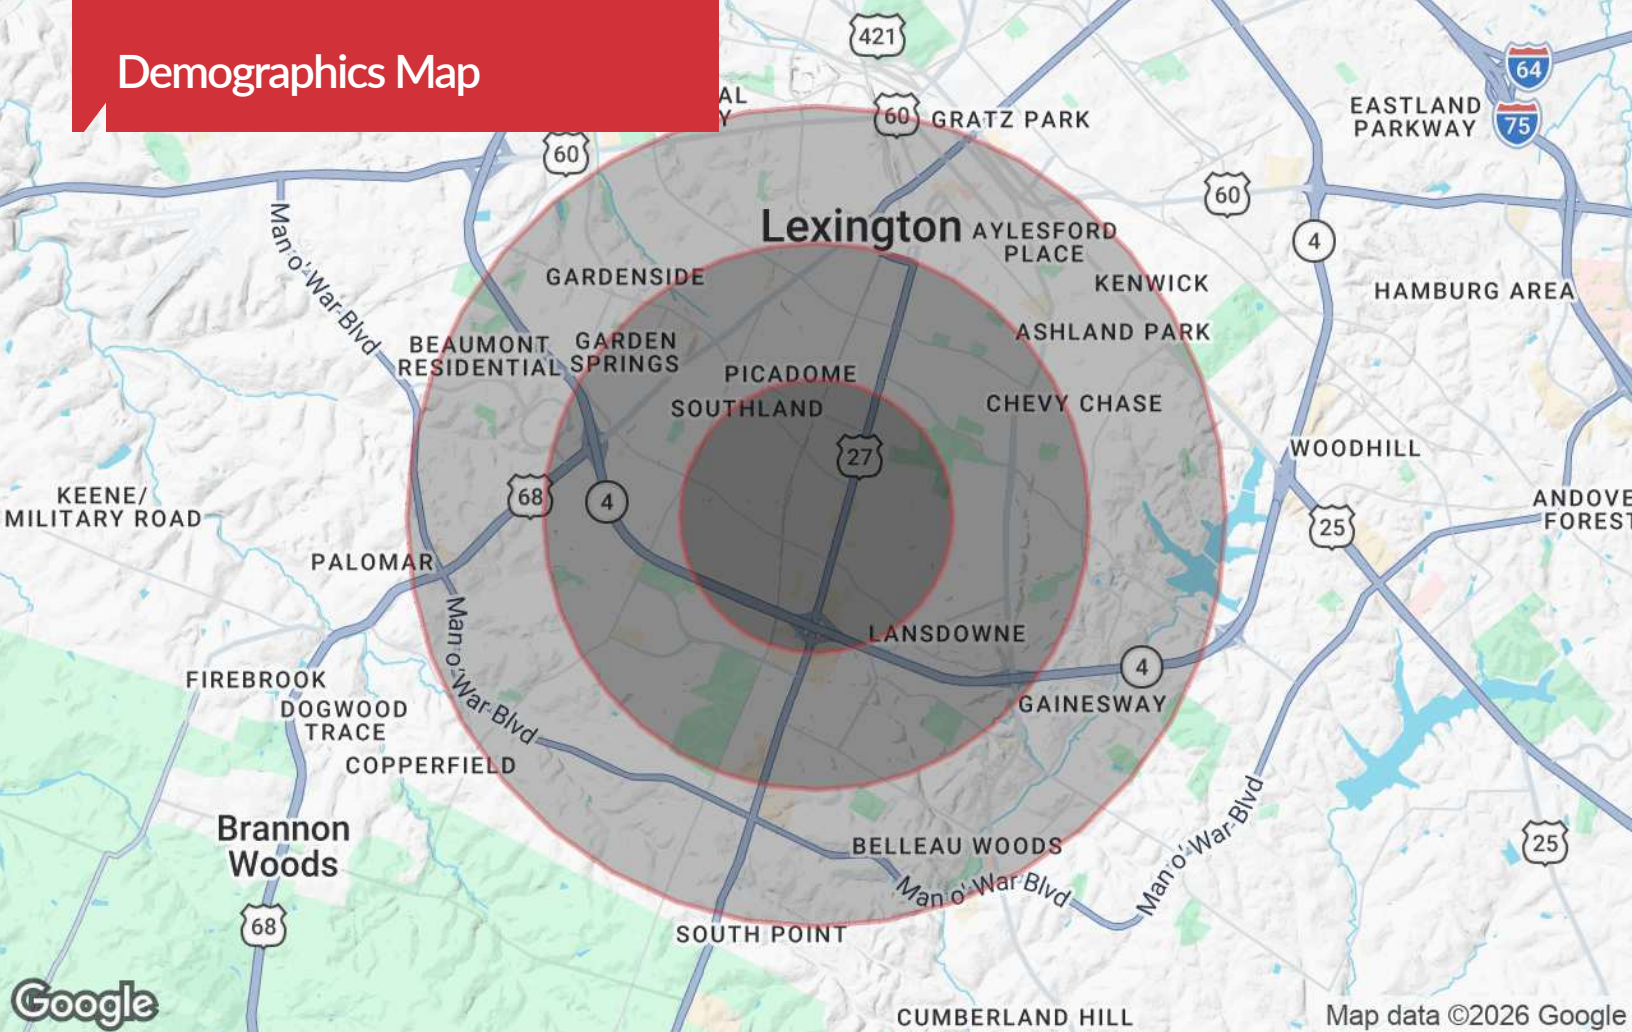 Demographics Map
421
64
AL
Y
60
GRATZ PARK
EASTLAND
PARKWAY
75
60
60
Man o' War Blvd
Lexington
AYLESFORD
PLACE
4
GARDENSIDE
KENWICK
HAMBURG AREA
BEAUMONT
RESIDENTIAL
GARDEN
SPRINGS
ASHLAND PARK
PICADOME
SOUTHLAND
CHEVY CHASE
27
WOODHILL
KEENE/
MILITARY ROAD
68
4
25
ANDOVE
FOREST
PALOMAR
Man o' War Blvd
LANSDOWNE
4
FIREBROOK
DOGWOOD
TRACE
GAINESWAY
COPPERFIELD
Brannon
Woods
BELLEAU WOODS
Man o' War Blvd
Man o' War Blvd
25
68
SOUTH POINT
Google
CUMBERLAND HILL
Map data ©2026 Google